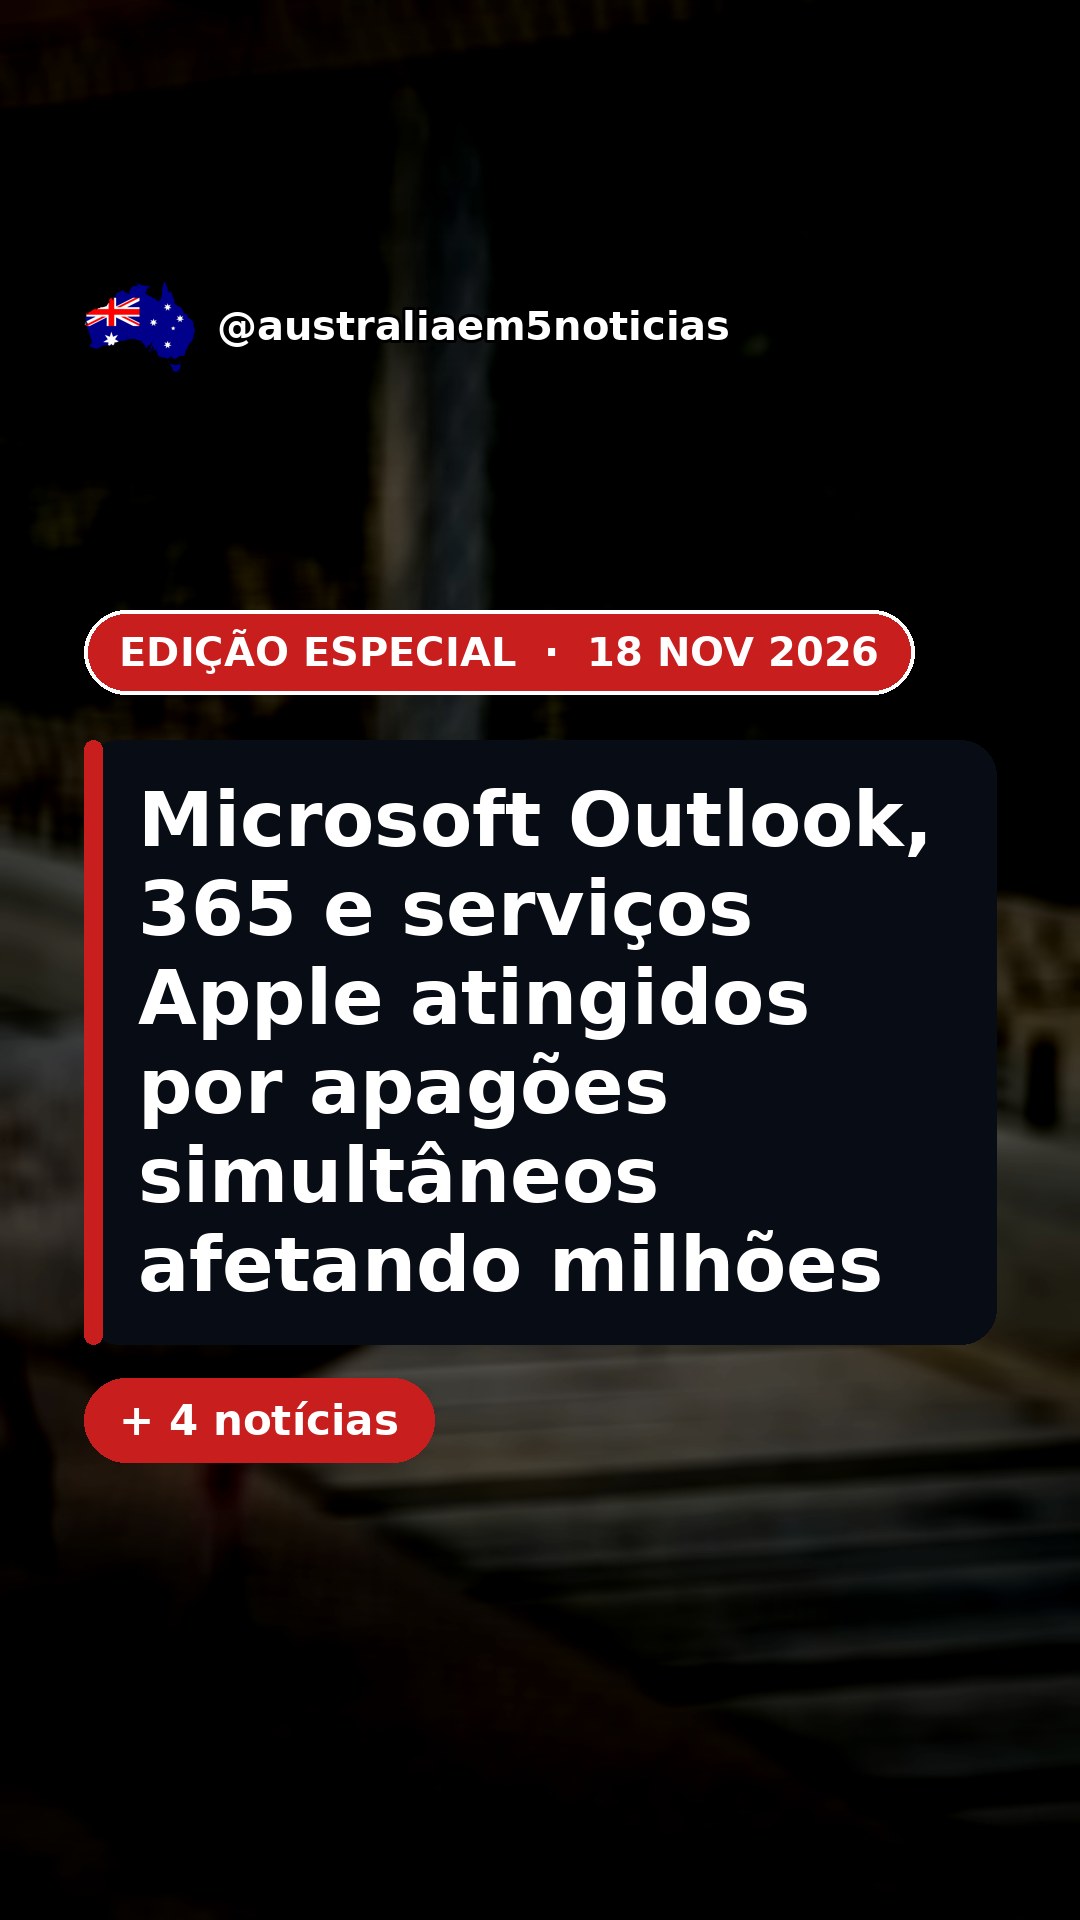 @australiaem5noticias
EDIÇÃO ESPECIAL · 18 NOV 2026
Microsoft Outlook,
365 e serviços
Apple atingidos
por apagões
simultâneos
afetando milhões
+ 4 notícias